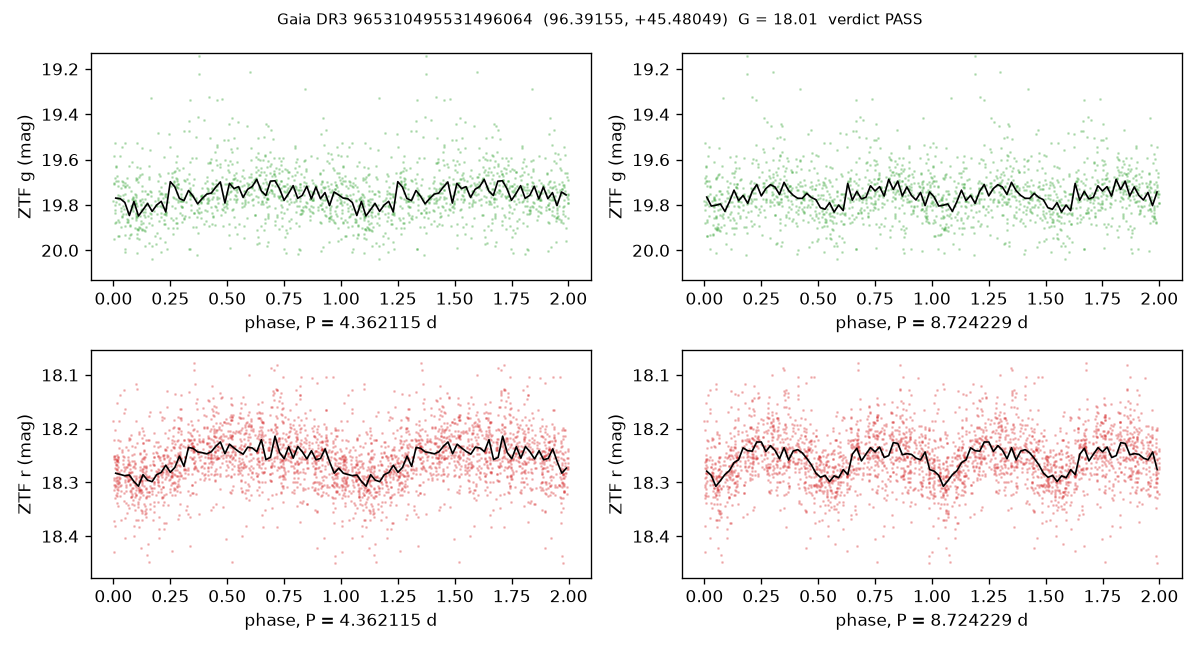 Gaia DR3 965310495531496064 (96.39155, +45.48049) G = 18.01 verdict PASS
ZTF g (mag)
19.2
19.4
19.6
19.8
20.0
0.00 0.25 0.50 0.75 1.00 1.25 1.50 1.75 2.00
phase, P = 4.362115 d
ZTF g (mag)
19.2
19.4
19.6
19.8
20.0
0.00 0.25 0.50 0.75 1.00 1.25 1.50 1.75 2.00
phase, P = 8.724229 d
ZTF r (mag)
18.1
18.2
18.3
18.4
0.00 0.25 0.50 0.75 1.00 1.25 1.50 1.75 2.00
phase, P = 4.362115 d
ZTF r (mag)
18.1
18.2
18.3
18.4
0.00 0.25 0.50 0.75 1.00 1.25 1.50 1.75 2.00
phase, P = 8.724229 d